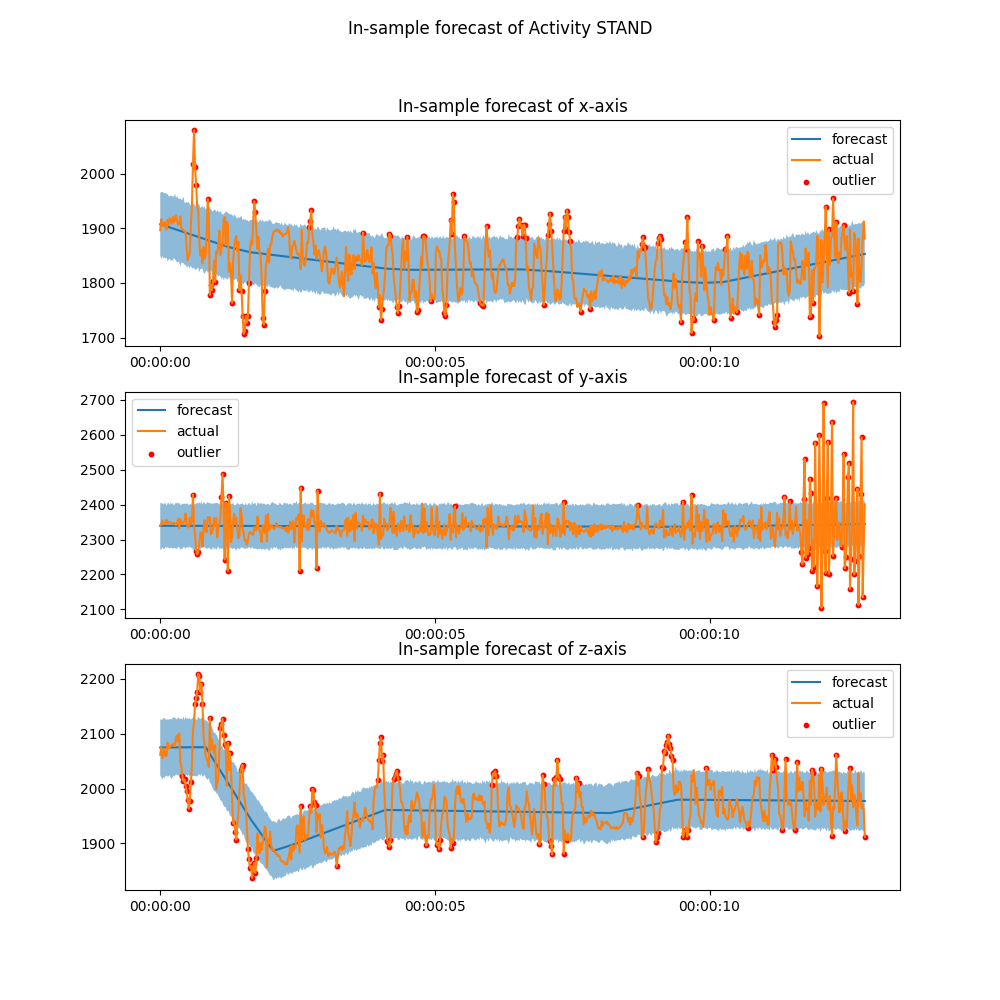 In-sample forecast of Activity STAND
In-sample forecast of x-axis
forecast
actual
outlier
2000
1900
1800
1700
00:00:00 00:00:05 00:00:10
In-sample forecast of y-axis
forecast
actual
outlier
2700
2600
2500
2400
2300
2200
2100
00:00:00 00:00:05 00:00:10
In-sample forecast of z-axis
forecast
actual
outlier
2200
2100
2000
1900
00:00:00 00:00:05 00:00:10